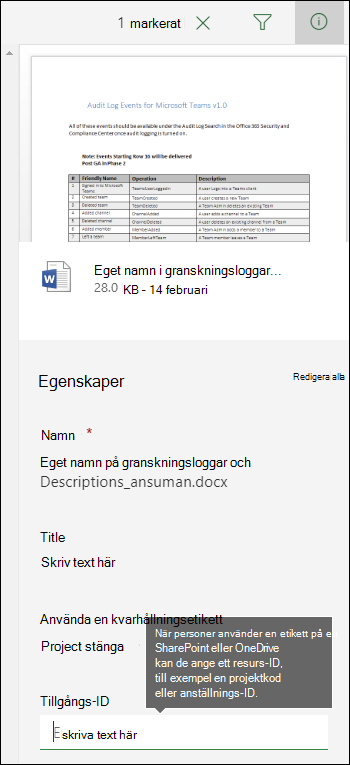 1 markerat
Audit Log Events for Microsoft Teams v1.0
All of these events should be available under the Audit Log Search in the Office 365 Security and
Compliance Center once audit logging is turned on.
Note: Events Starting Row 16 will be delivered
Post GA in Phase 2
# Friendly Name Operation Description
1 Signed in to Microsoft Teams TeamsUserLoggedIn A user Logs into a Teams client
2 Created team TeamCreated A user creates a new Team
3 Deleted team TeamDeleted A Team Admin deletes an existing Team
4 Added channel ChannelAdded A user adds a channel to a Team
5 Deleted channel ChannelDeleted A Team Admin deletes a channel from a Team
6 Added member MemberAdded A Team Admin adds a member to a Team
7 Left a team MemberLeftTeam A Team member leaves a Team
Eget namn i granskningsloggar...
28.0 KB - 14 februari
Egenskaper Redigera alla
Namn *
Eget namn på granskningsloggar och
Descriptions_ansuman.docx
Title
Skriv text här
Använda en kvarhållningsetikett
Project stänga
När personer använder en etikett på e
SharePoint eller OneDrive
kan de ange ett resurs-ID,
till exempel en projektkod
eller anställnings-ID.
Tillgångs-ID
E skriva text här